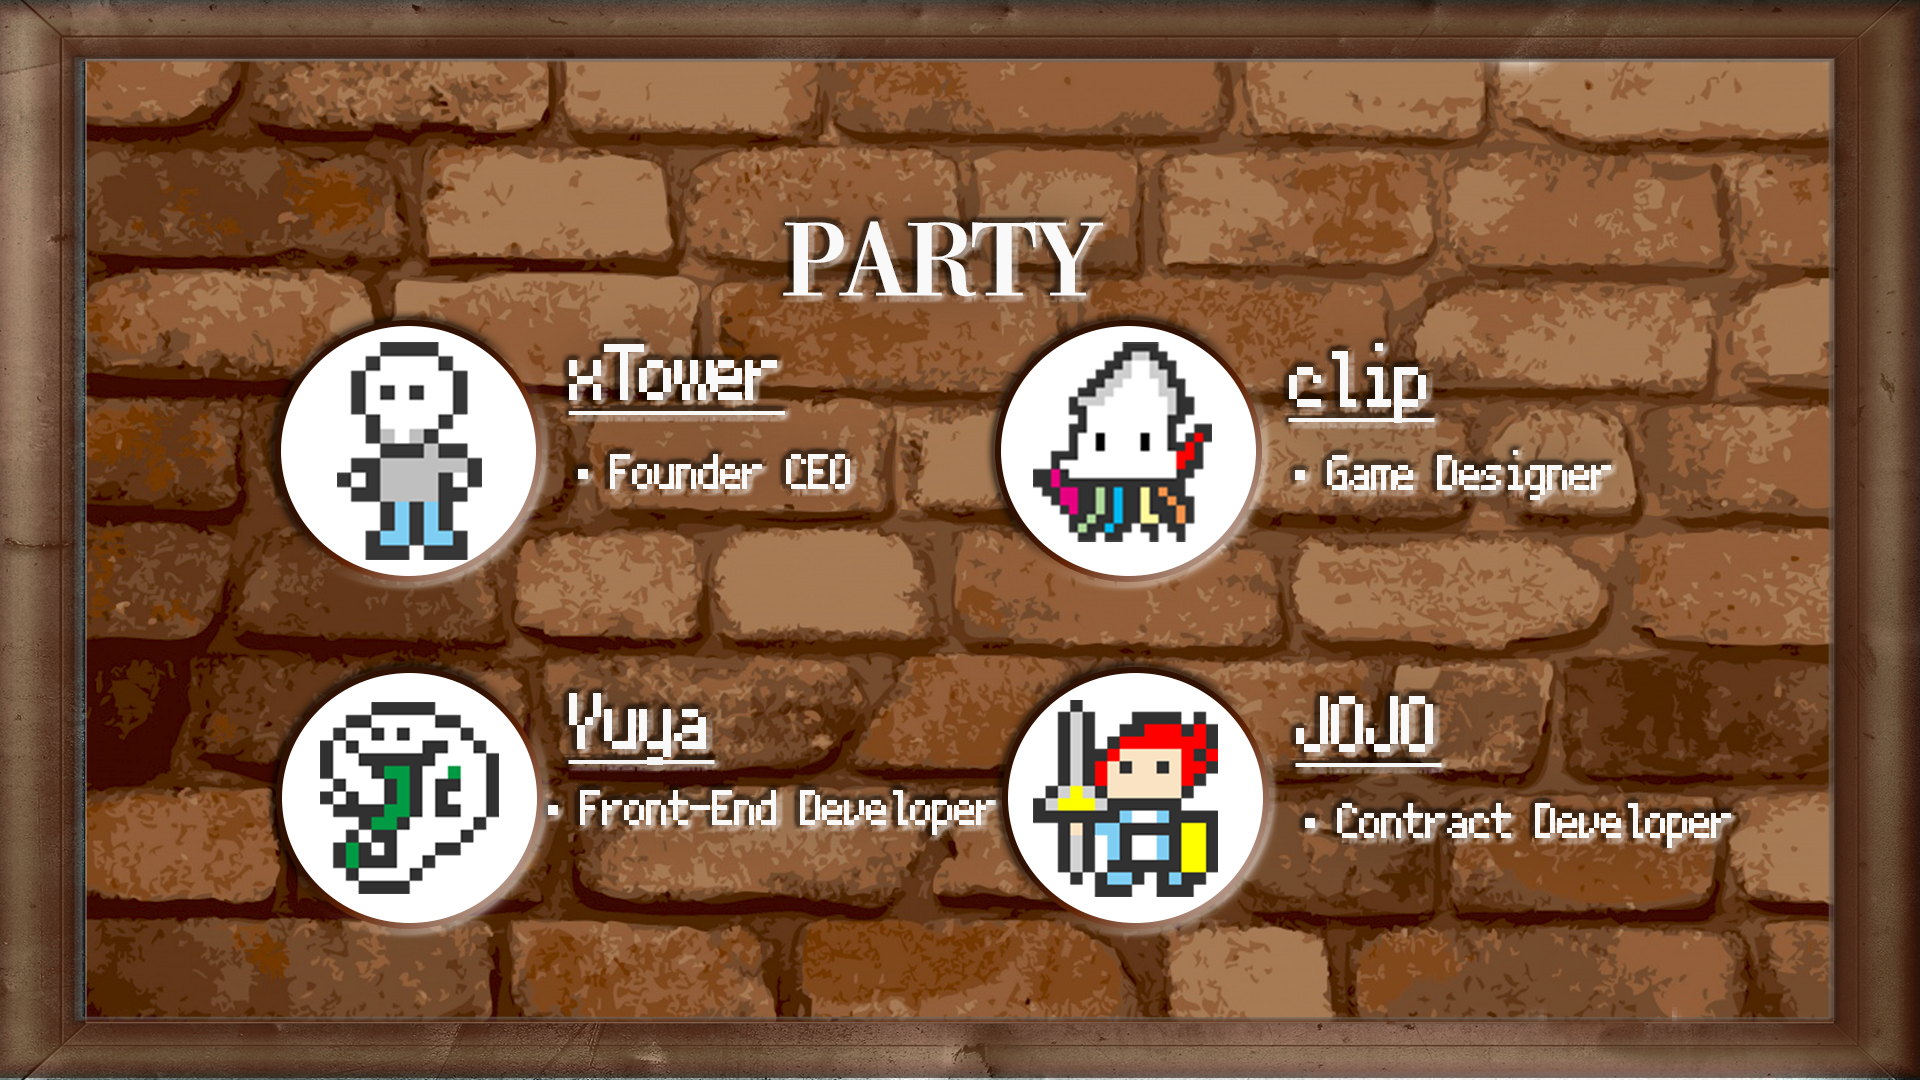 PARTY
xTower
• Founder CEO
clip
• Game Designer
Yuya
• Front-End Developer
JOJO
• Contract Developer